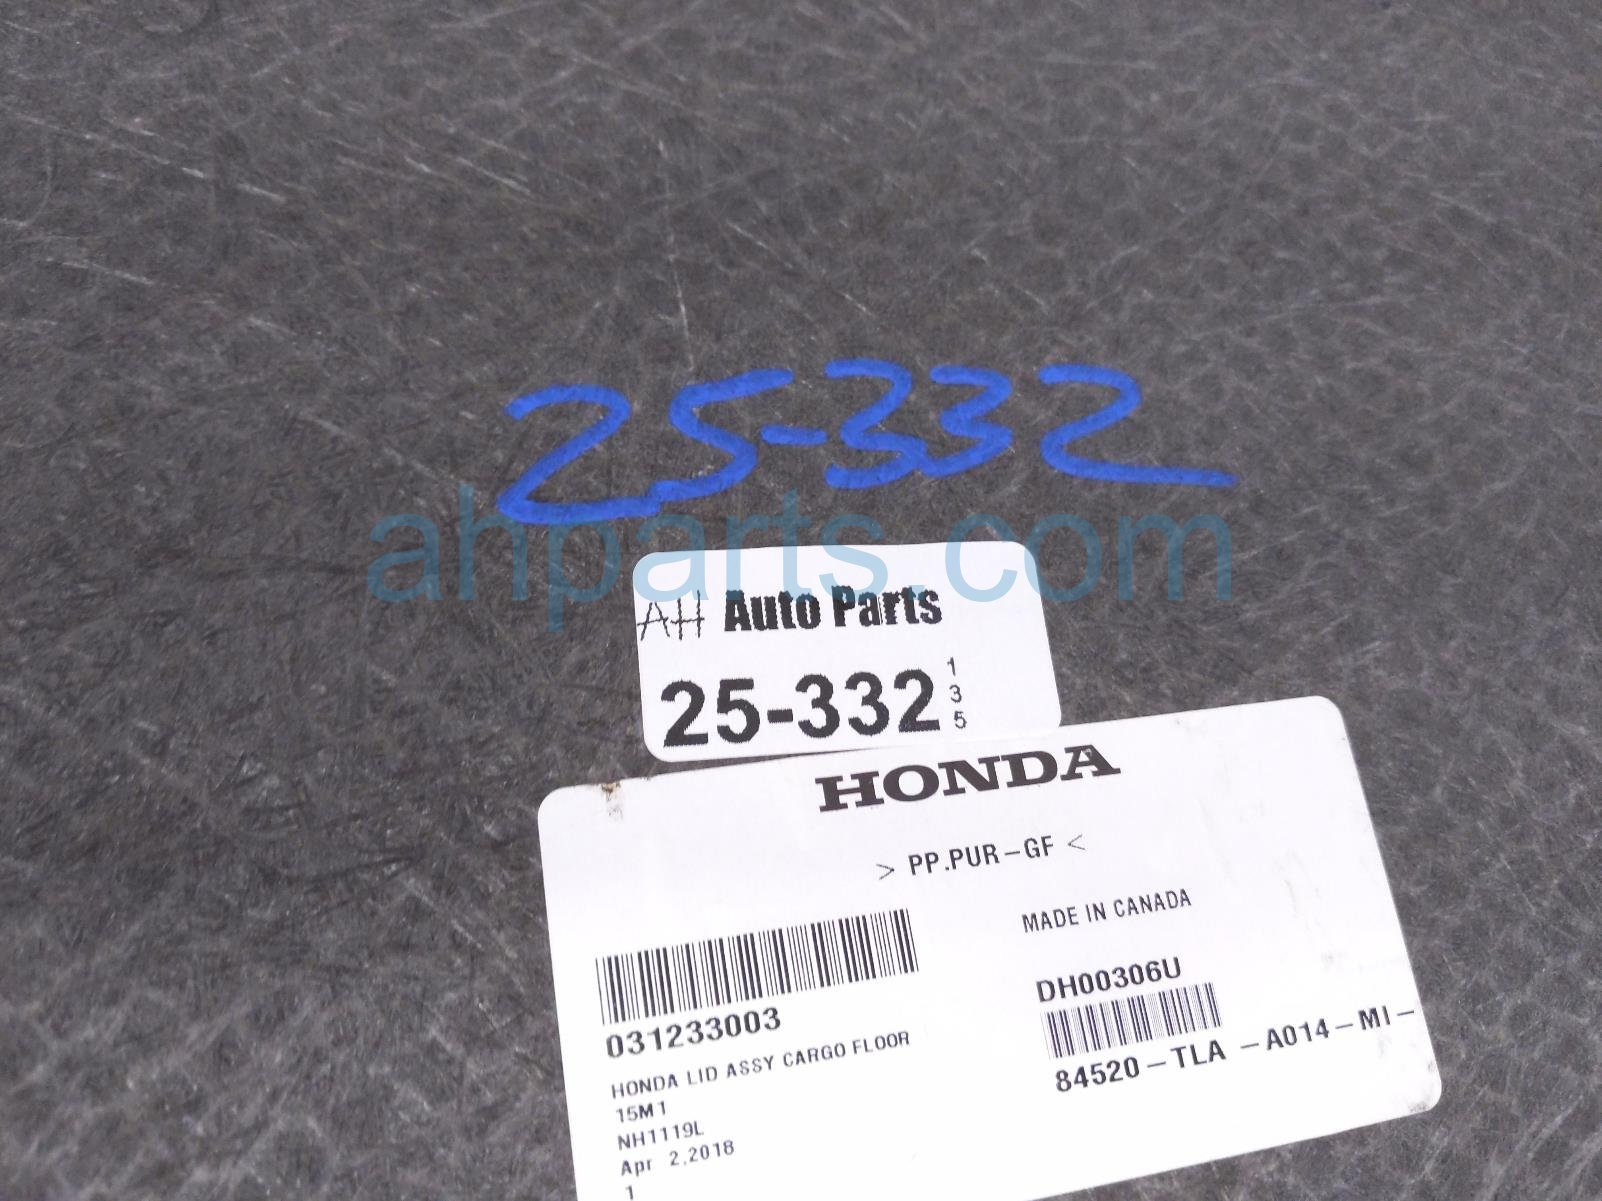 25-332
ahparts.com
AH Auto Parts
25-332 1 3 5
HONDA
> PP.PUR-GF <
MADE IN CANADA
031233003
HONDA LID ASSY CARGO FLOOR
15M1
NH1119L
Apr 2,2018
1
DH00306U
84520-TLA -A014-MI-